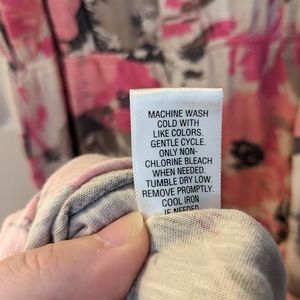 MACHINE WASH
COLD WITH
LIKE COLORS.
GENTLE CYCLE.
ONLY NON-
CHLORINE BLEACH
WHEN NEEDED.
TUMBLE DRY LOW.
REMOVE PROMPTLY.
COOL IRON
IF NEEDED